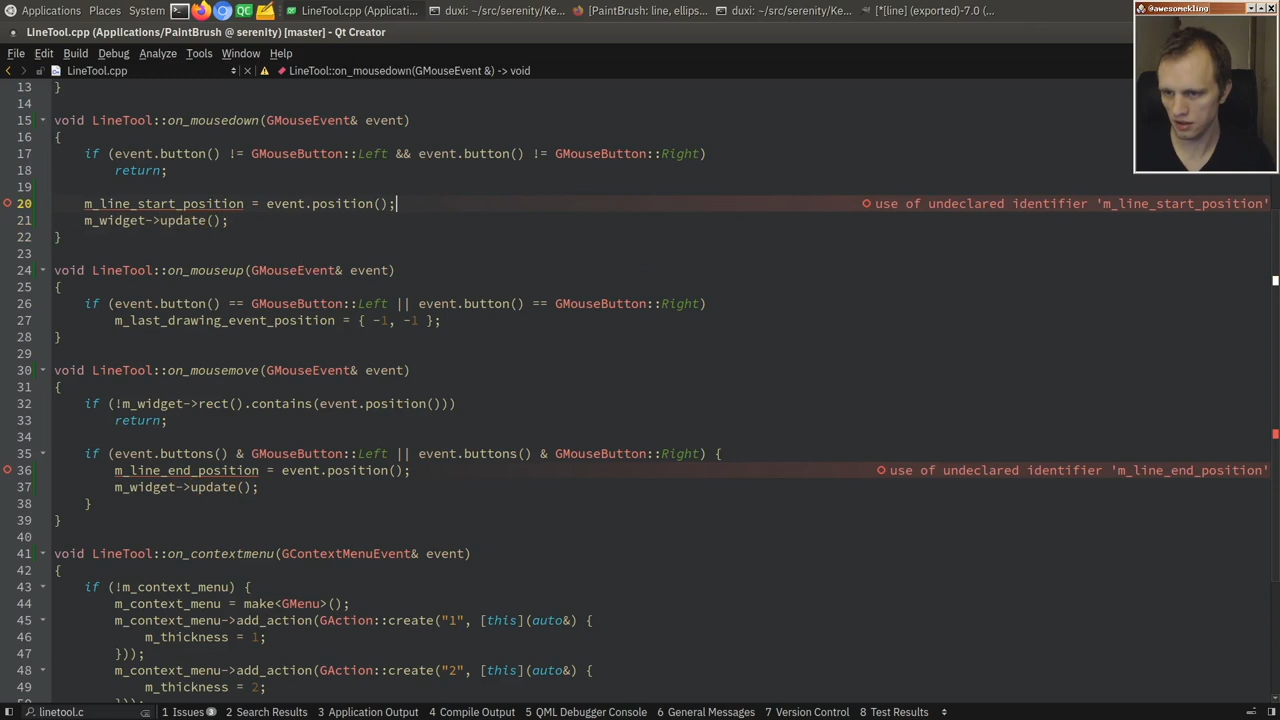 Applications Places System LineTool.cpp (Applicati... duxi: ~/src/serenity/Ke... [PaintBrush: line, ellips... duxi: ~/src/serenity/Ke... [*[line] (exported)-7.0 (...
@awesomekling
LineTool.cpp (Applications/PaintBrush @ serenity) [master] - Qt Creator
File Edit Build Debug Analyze Tools Window Help
LineTool.cpp LineTool::on_mousedown(GMouseEvent &) -> void
13 }
14
15 void LineTool::on_mousedown(GMouseEvent& event)
16 {
17 if (event.button() != GMouseButton::Left && event.button() != GMouseButton::Right)
18 return;
19
20 m_line_start_position = event.position(); use of undeclared identifier 'm_line_start_position'
21 m_widget->update();
22 }
23
24 void LineTool::on_mouseup(GMouseEvent& event)
25 {
26 if (event.button() == GMouseButton::Left || event.button() == GMouseButton::Right)
27 m_last_drawing_event_position = { -1, -1 };
28 }
29
30 void LineTool::on_mousemove(GMouseEvent& event)
31 {
32 if (!m_widget->rect().contains(event.position()))
33 return;
34
35 if (event.buttons() & GMouseButton::Left || event.buttons() & GMouseButton::Right) {
36 m_line_end_position = event.position(); use of undeclared identifier 'm_line_end_position'
37 m_widget->update();
38 }
39 }
40
41 void LineTool::on_contextmenu(GContextMenuEvent& event)
42 {
43 if (!m_context_menu) {
44 m_context_menu = make<GMenu>();
45 m_context_menu->add_action(GAction::create("1", [this](auto&) {
46 m_thickness = 1;
47 }));
48 m_context_menu->add_action(GAction::create("2", [this](auto&) {
49 m_thickness = 2;
}));
linetool.c 1 Issues 3 2 Search Results 3 Application Output 4 Compile Output 5 QML Debugger Console 6 General Messages 7 Version Control 8 Test Results